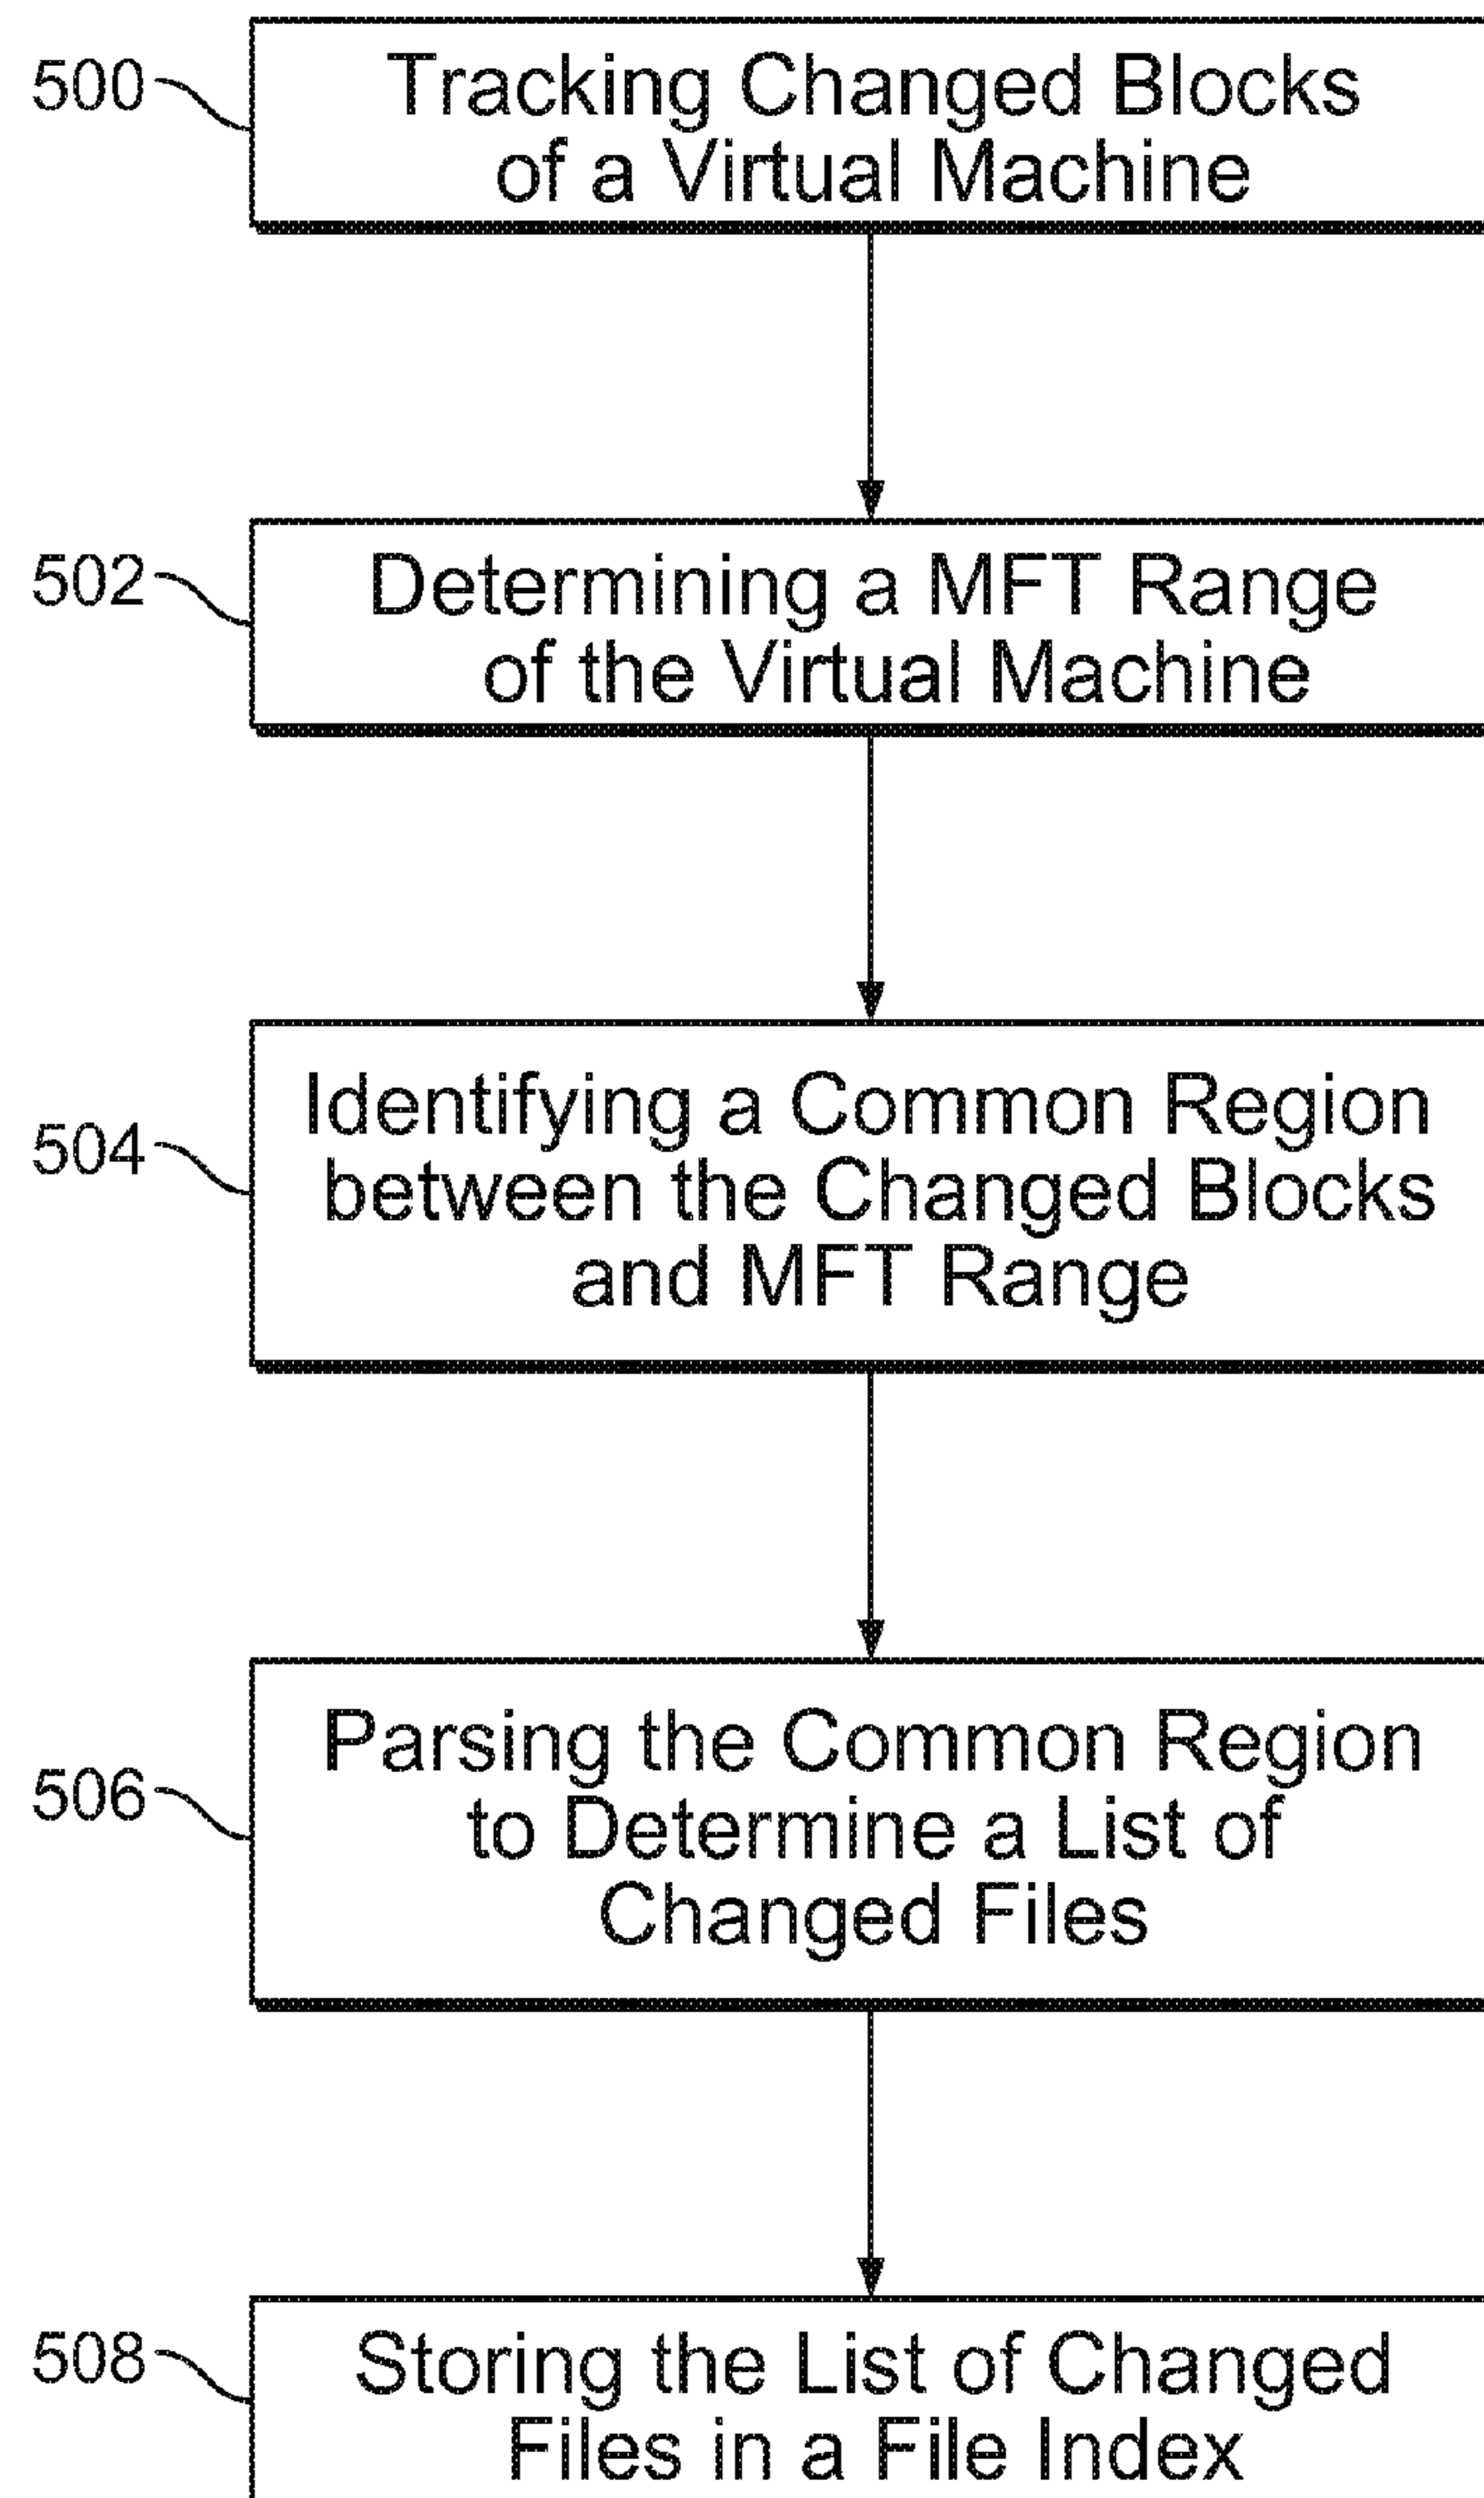 500
Tracking Changed Blocks
of a Virtual Machine
502
Determining a MFT Range
of the Virtual Machine
504
Identifying a Common Region
between the Changed Blocks
and MFT Range
506
Parsing the Common Region
to Determine a List of
Changed Files
508
Storing the List of Changed
Files in a File Index